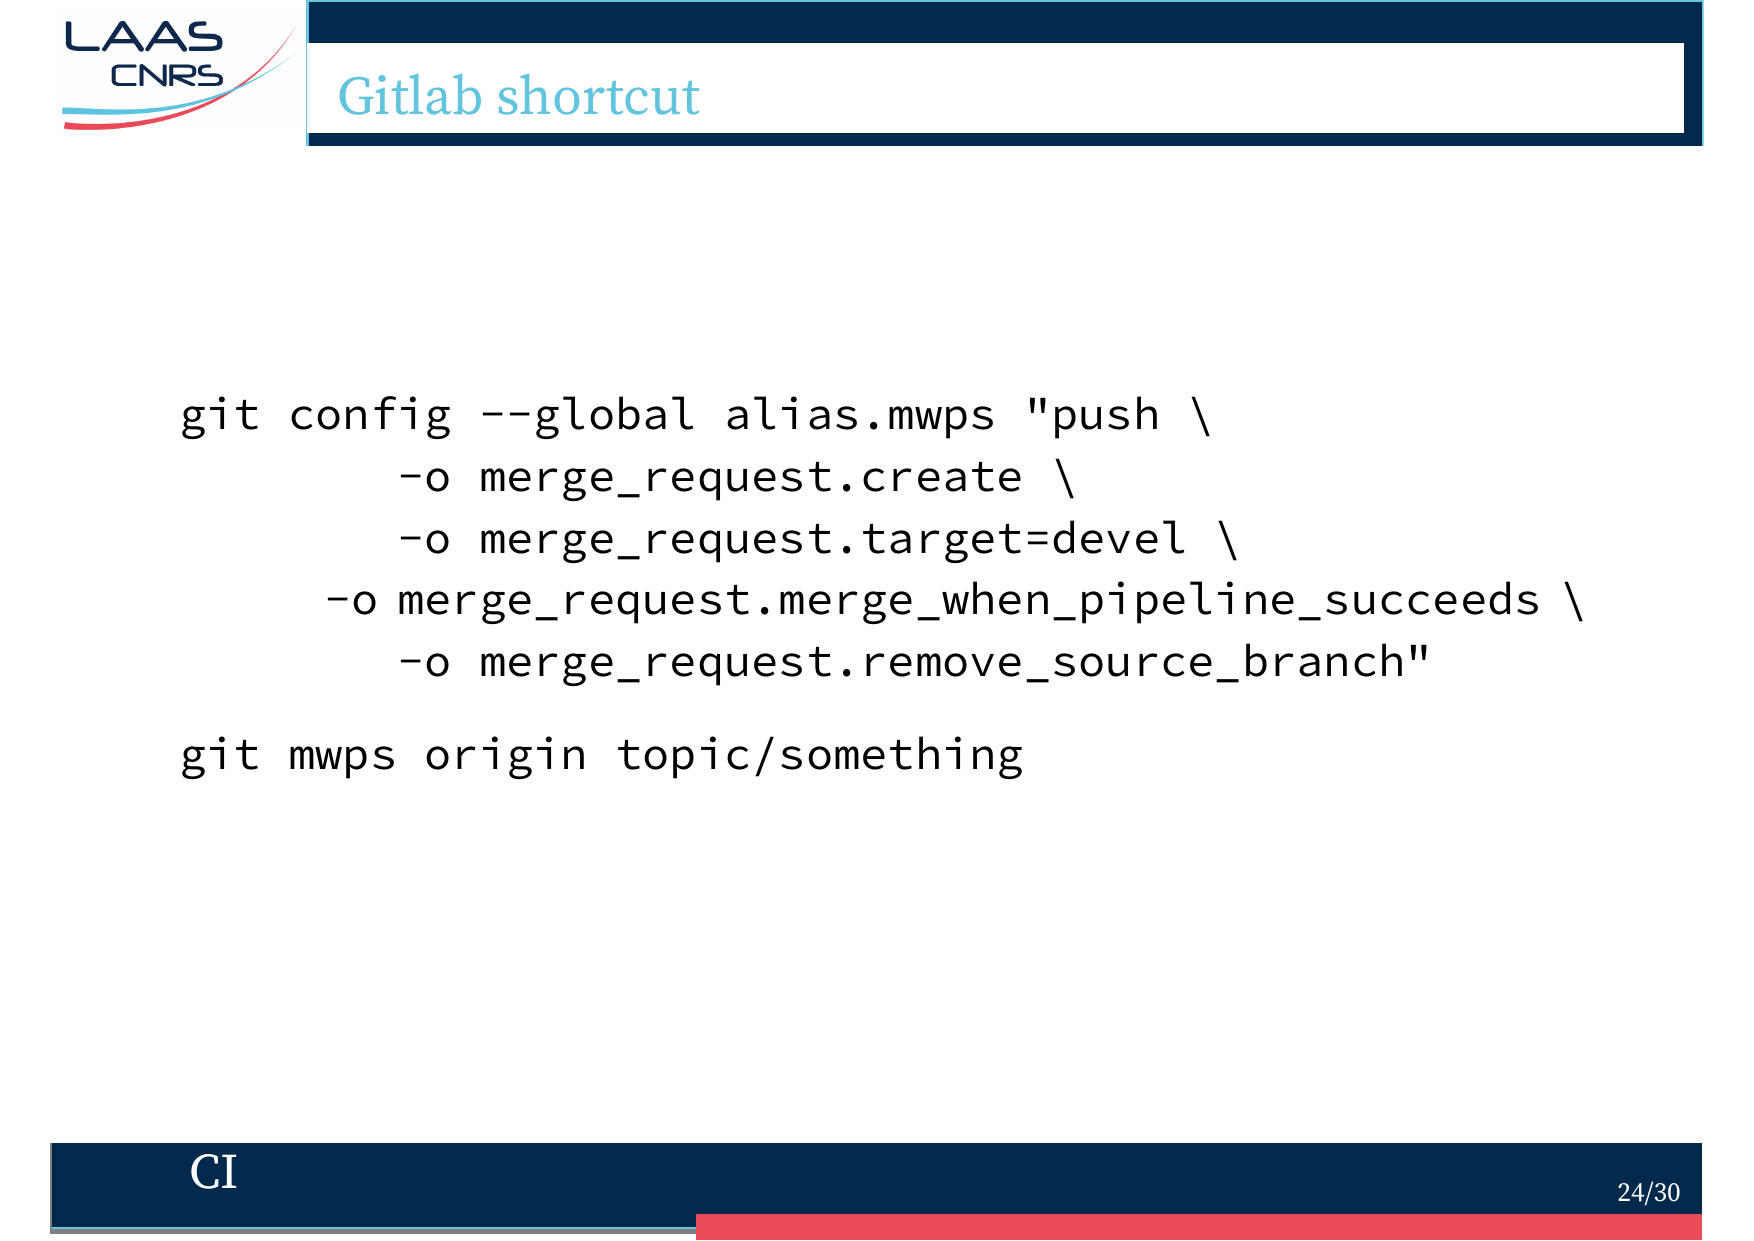 LAAS
CNRS
Gitlab shortcut
git config --global alias.mwps "push \
-o merge_request.create \
-o merge_request.target=devel \
-o merge_request.merge_when_pipeline_succeeds \
-o merge_request.remove_source_branch"
git mwps origin topic/something
CI
24/30